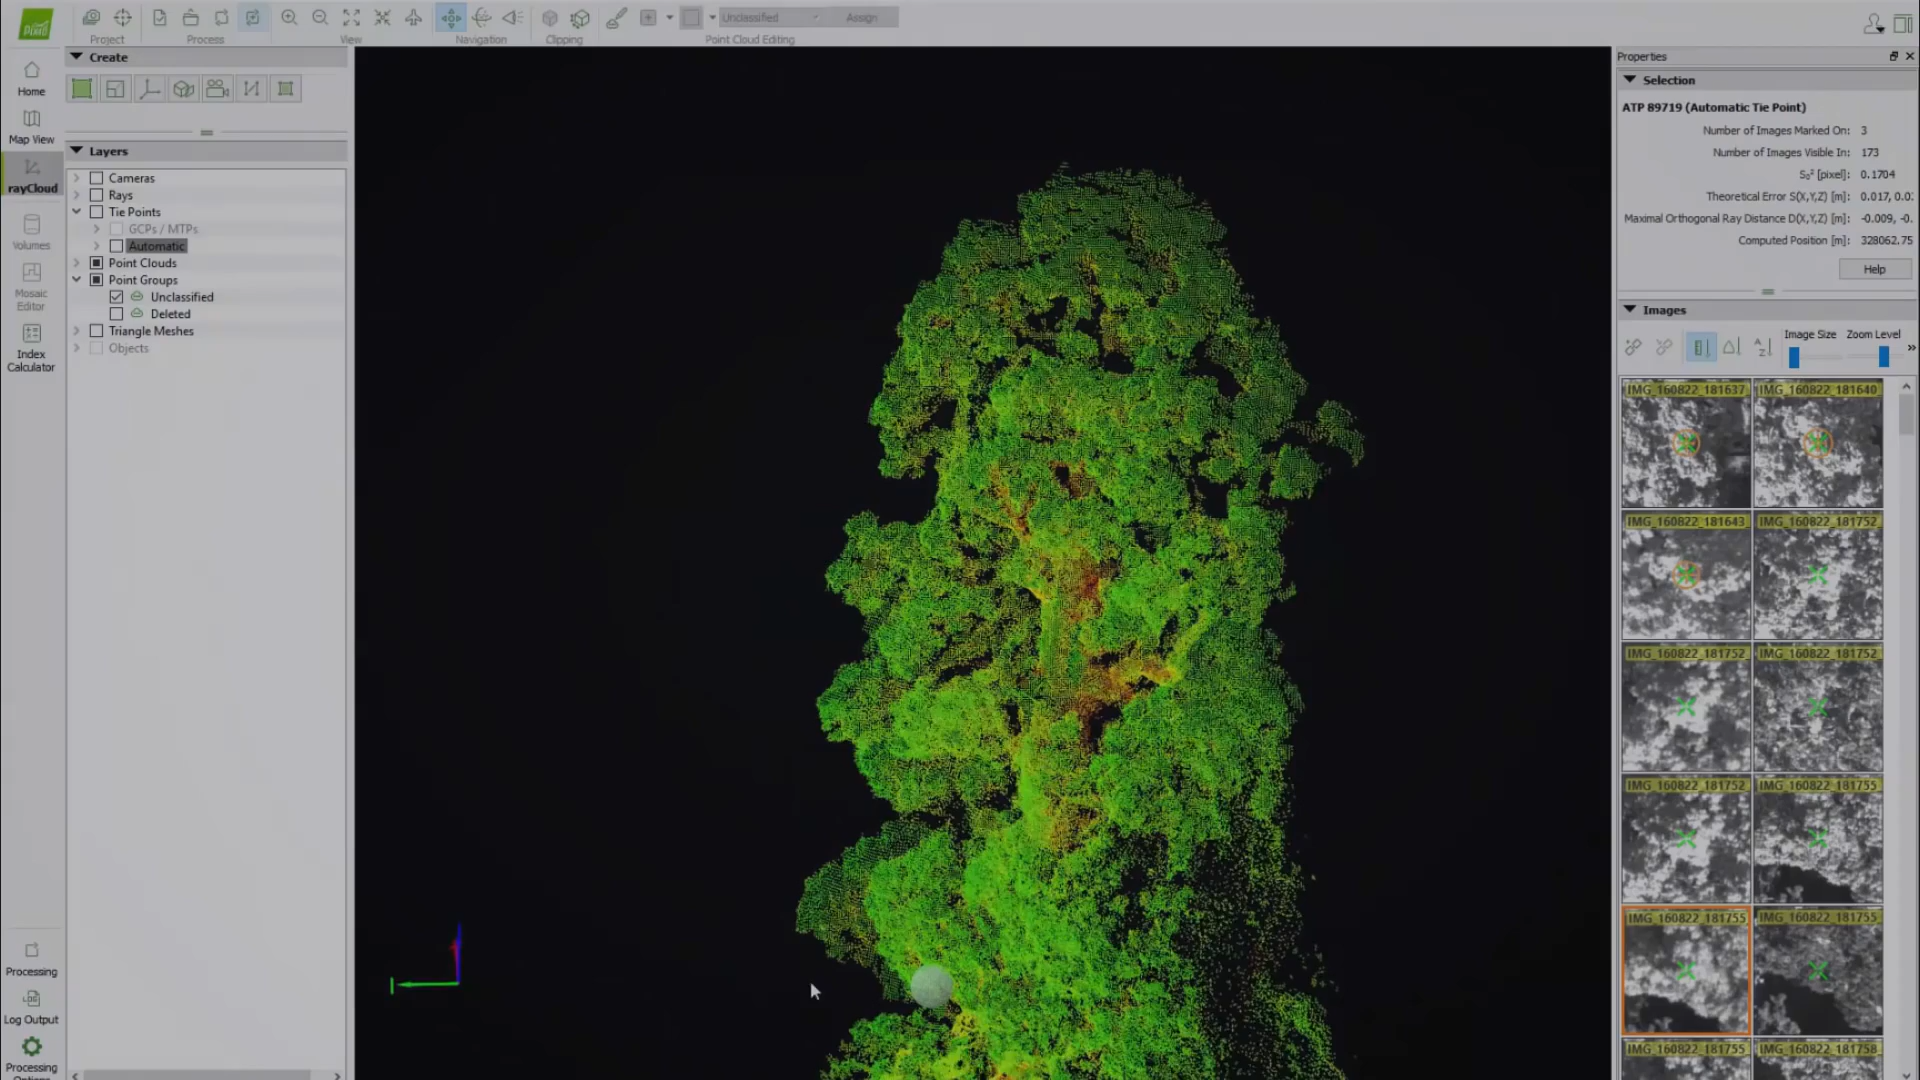 Project
Process
View
Navigation
Clipping
Unclassified
Assign
Point Cloud Editing
Home
Map View
rayCloud
Volumes
Mosaic
Editor
Index
Calculator
Processing
Log Output
Processing
Create
Layers
Cameras
Rays
Tie Points
GCPs / MTPs
Automatic
Point Clouds
Point Groups
Unclassified
Deleted
Triangle Meshes
Objects
Properties
Selection
ATP 89719 (Automatic Tie Point)
Number of Images Marked On: 3
Number of Images Visible In: 173
S₀² [pixel]: 0.1704
Theoretical Error S(X,Y,Z) [m]: 0.017, 0.0
Maximal Orthogonal Ray Distance D(X,Y,Z) [m]: -0.009, -0.
Computed Position [m]: 328062.75
Help
Images
Image Size Zoom Level
IMG_160822_181637 IMG_160822_181640
IMG_160822_181643 IMG_160822_181752
IMG_160822_181752 IMG_160822_181752
IMG_160822_181752 IMG_160822_181755
IMG_160822_181755 IMG_160822_181755
IMG_160822_181755 IMG_160822_181758